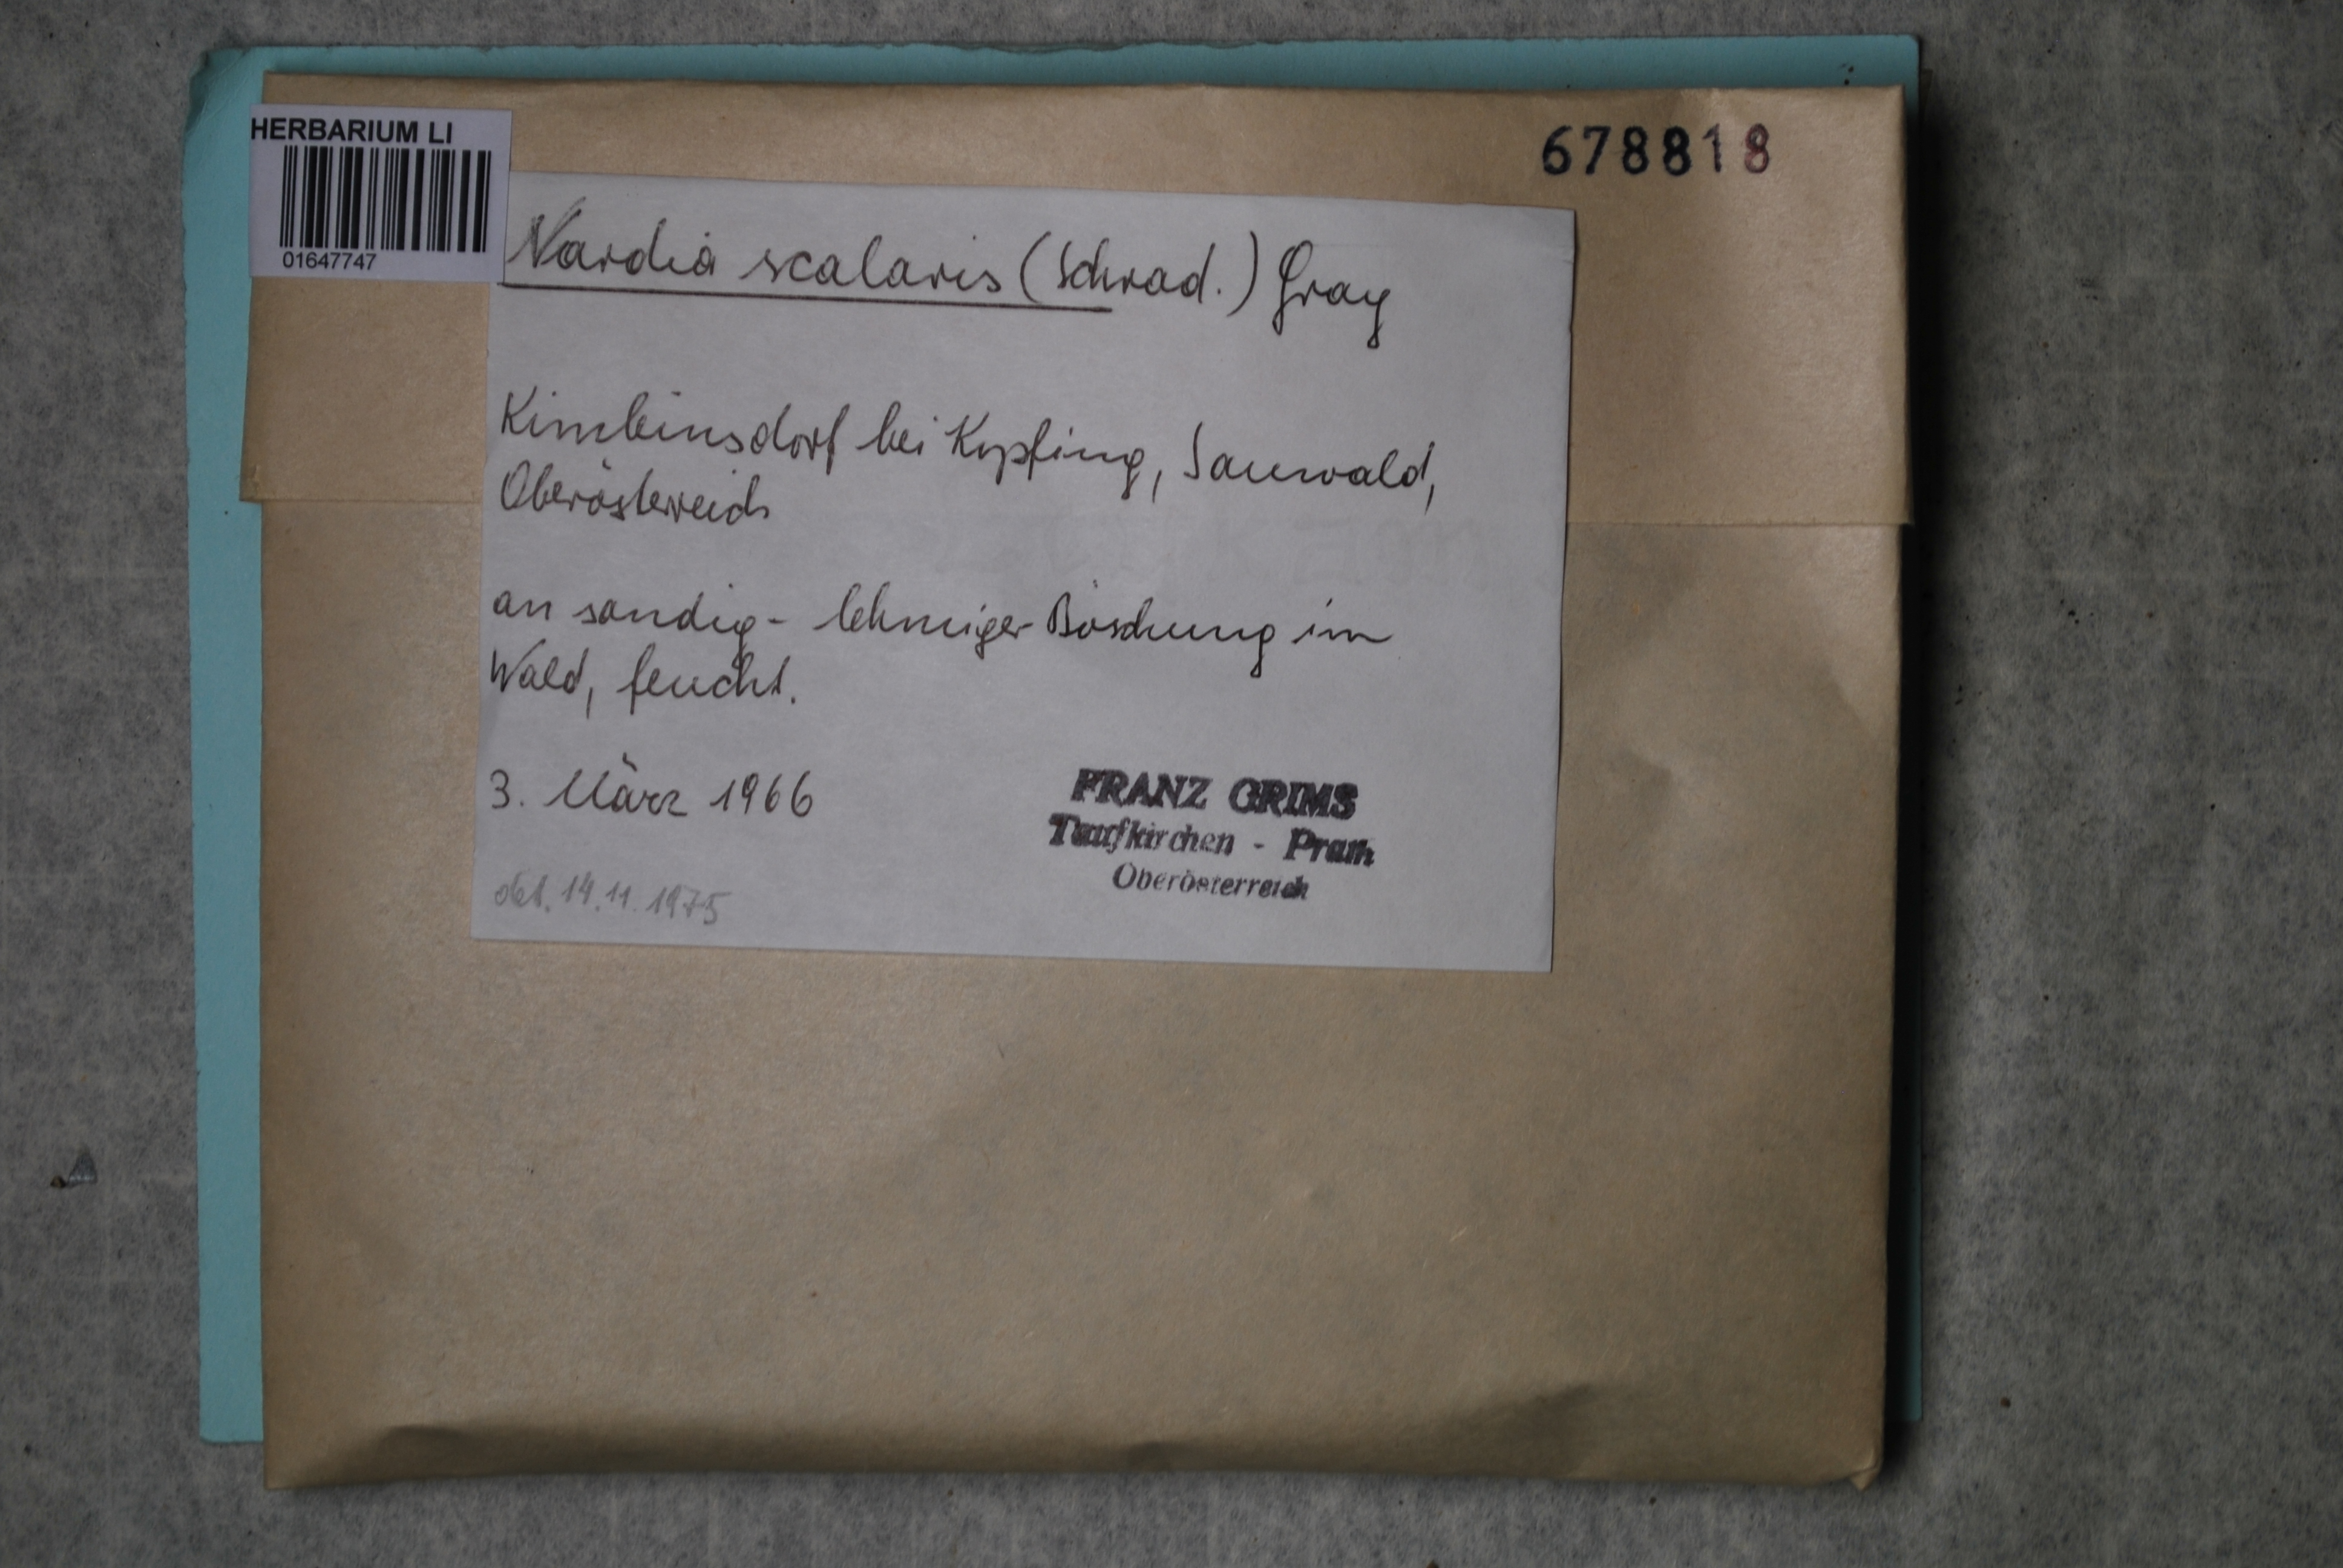 HERBARIUM LI
01647747
678818
Nardia scalaris (Schrad.) Gray
Kimleinsdorf bei Kopfing, Sauwald,
Oberösterreich
an sandig- lehmiger Böschung im
Wald, feucht.
3. März 1966
FRANZ GRIMS
Taufkirchen - Pram
Oberösterreich
det. 14.11.1975